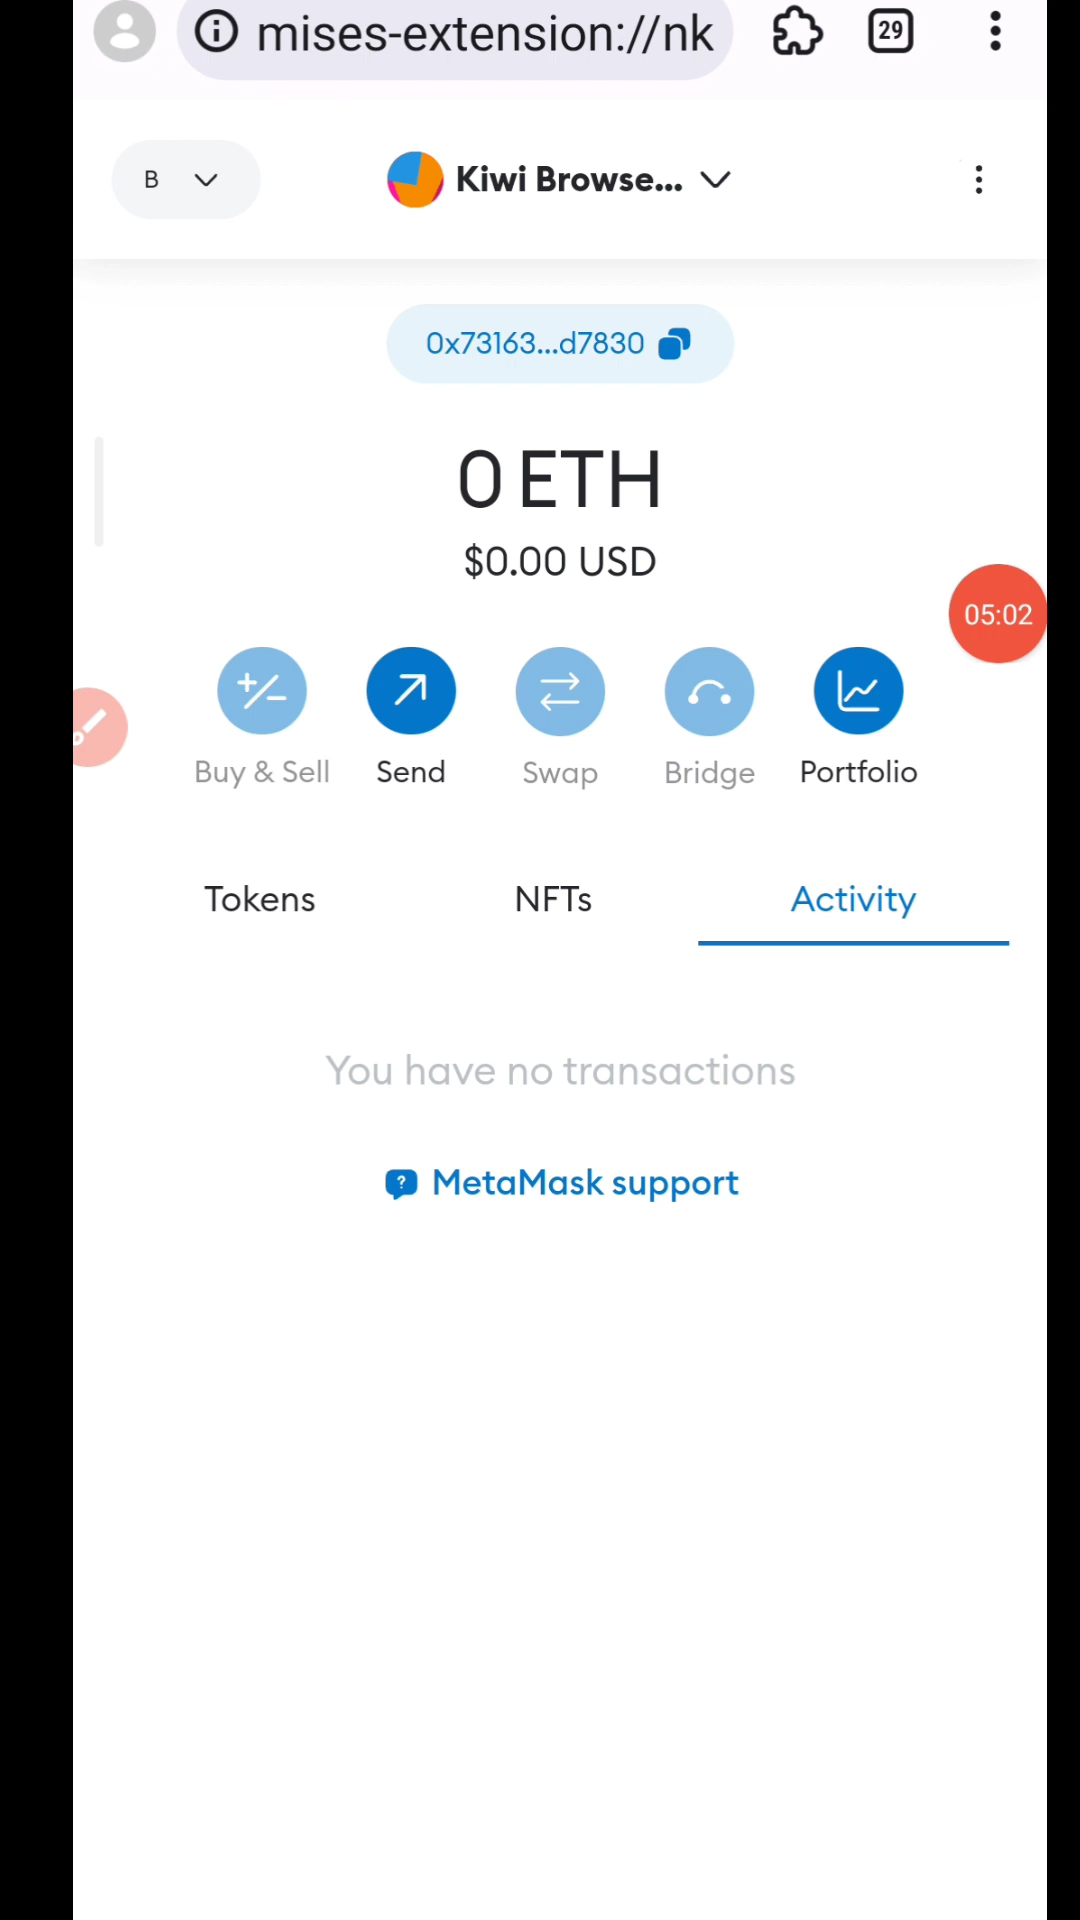 mises-extension://nk
29
B
Kiwi Browse...
0x73163...d7830
0 ETH
$0.00 USD
05:02
Buy & Sell
Send
Swap
Bridge
Portfolio
Tokens
NFTs
Activity
You have no transactions
MetaMask support